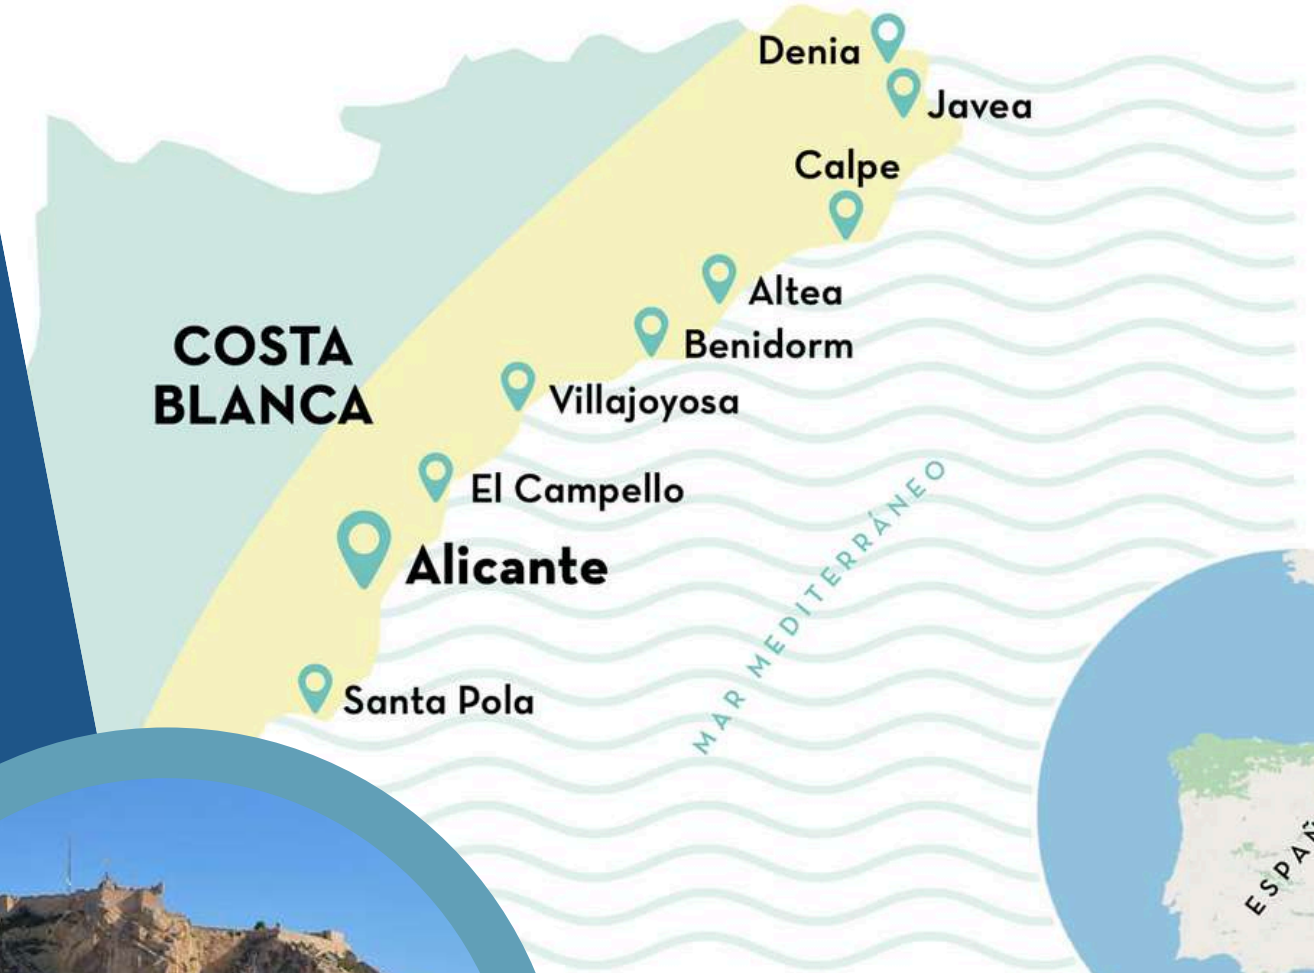 Denia
Javea
Calpe
Altea
COSTA
BLANCA
Benidorm
Villajoyosa
El Campello
Alicante
MAR MEDITERRÁNEO
Santa Pola